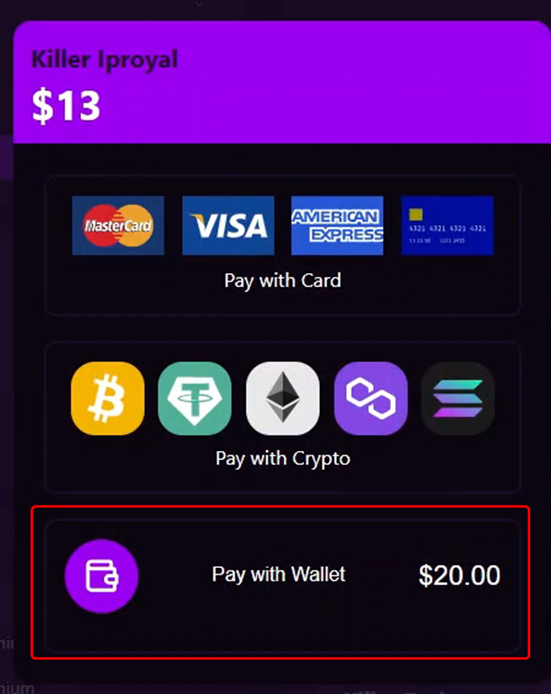 Killer Iproyal
$13
MasterCard VISA AMERICAN EXPRESS 4321 4321 4321 4321
Pay with Card
Pay with Crypto
Pay with Wallet $20.00